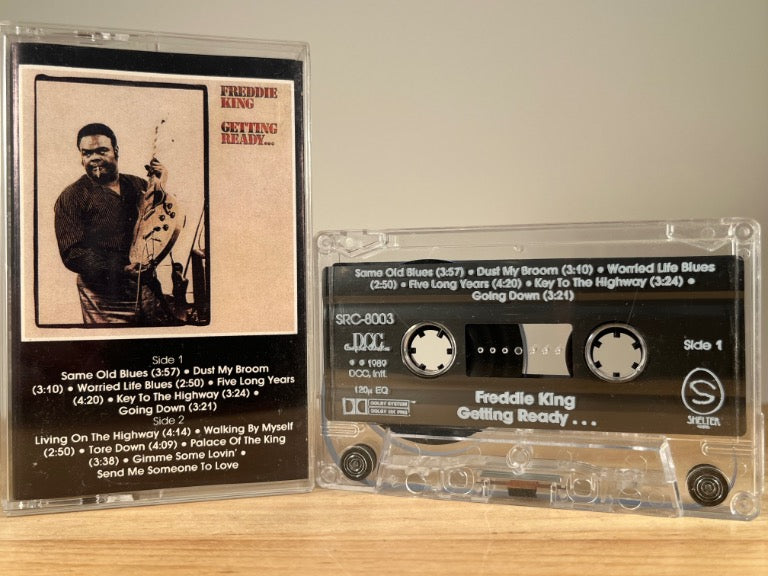 FREDDIE
KING
GETTING
READY...
Side 1
Same Old Blues (3:57) • Dust My Broom
(3:10) • Worried Life Blues (2:50) • Five Long Years
(4:20) • Key To The Highway (3:24) •
Going Down (3:21)
Side 2
Living On The Highway (4:14) • Walking By Myself
(2:50) • Tore Down (4:09) • Palace Of The King
(3:38) • Gimme Some Lovin' •
Send Me Someone To Love
Same Old Blues (3:57) • Dust My Broom (3:10) • Worried Life Blues
(2:50) • Five Long Years (4:20) • Key To The Highway (3:24) •
Going Down (3:21)
SRC-8003
DCC
℗ © 1989
DCC, Intl.
120µ EQ
DOLBY SYSTEM
DOLBY HX PRO
Side 1
Freddie King
Getting Ready . . .
S
SHELTER